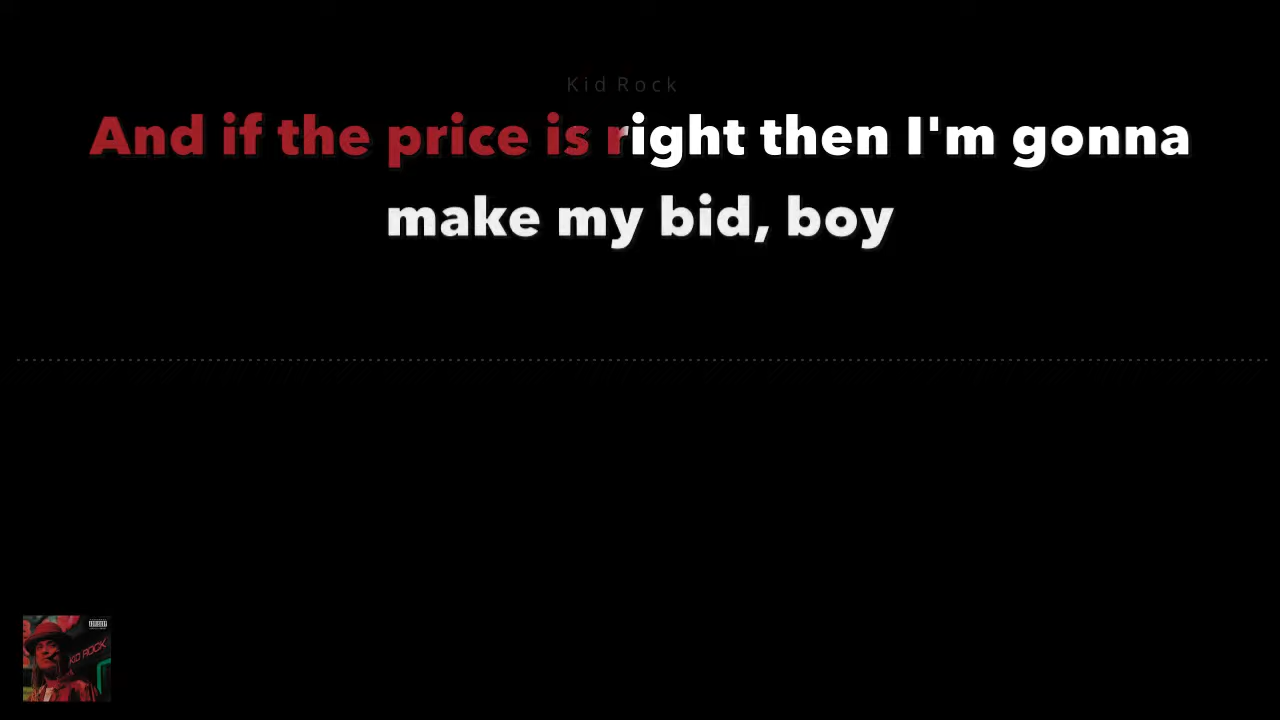 Kid Rock
And if the price is right then I'm gonna
make my bid, boy
KID ROCK